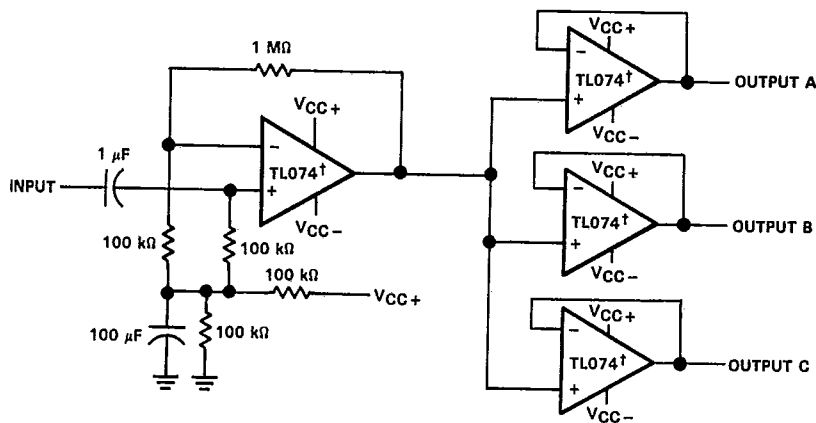 1 MΩ
VCC+
TL074†
VCC−
1 μF
INPUT
100 kΩ
100 kΩ
100 kΩ
VCC+
100 μF
100 kΩ
VCC+
TL074†
VCC−
OUTPUT A
VCC+
TL074†
VCC−
OUTPUT B
VCC+
TL074†
VCC−
OUTPUT C
−
+
−
+
−
+
−
+